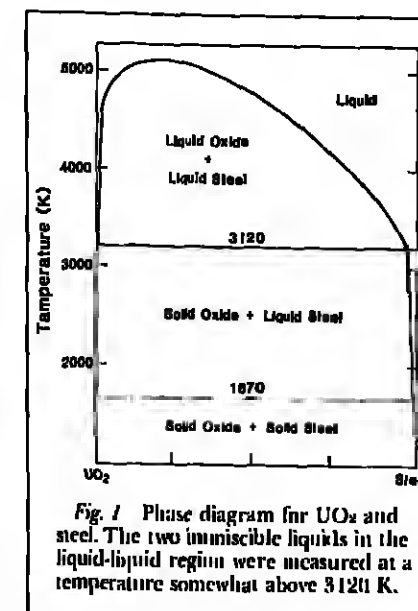 5000
Liquid
Liquid Oxide
+
Liquid Steel
4000
Temperature (K)
3120
3000
Solid Oxide + Liquid Steel
2000
1670
Solid Oxide + Solid Steel
UO₂
Ste
Fig. 1 Phase diagram for UO₂ and
steel. The two immiscible liquids in the
liquid-liquid region were measured at a
temperature somewhat above 3120 K.